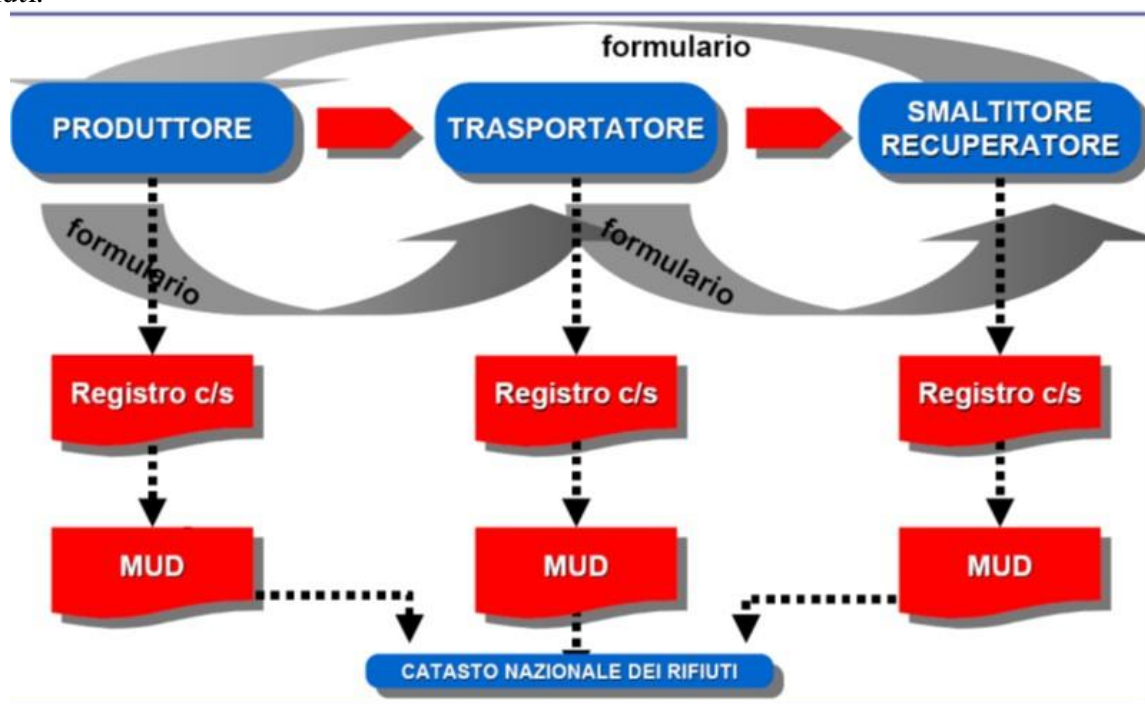 formulario
PRODUTTORE
TRASPORTATORE
SMALTITORE
RECUPERATORE
formulario
formulario
Registro c/s
Registro c/s
Registro c/s
MUD
MUD
MUD
CATASTO NAZIONALE DEI RIFIUTI